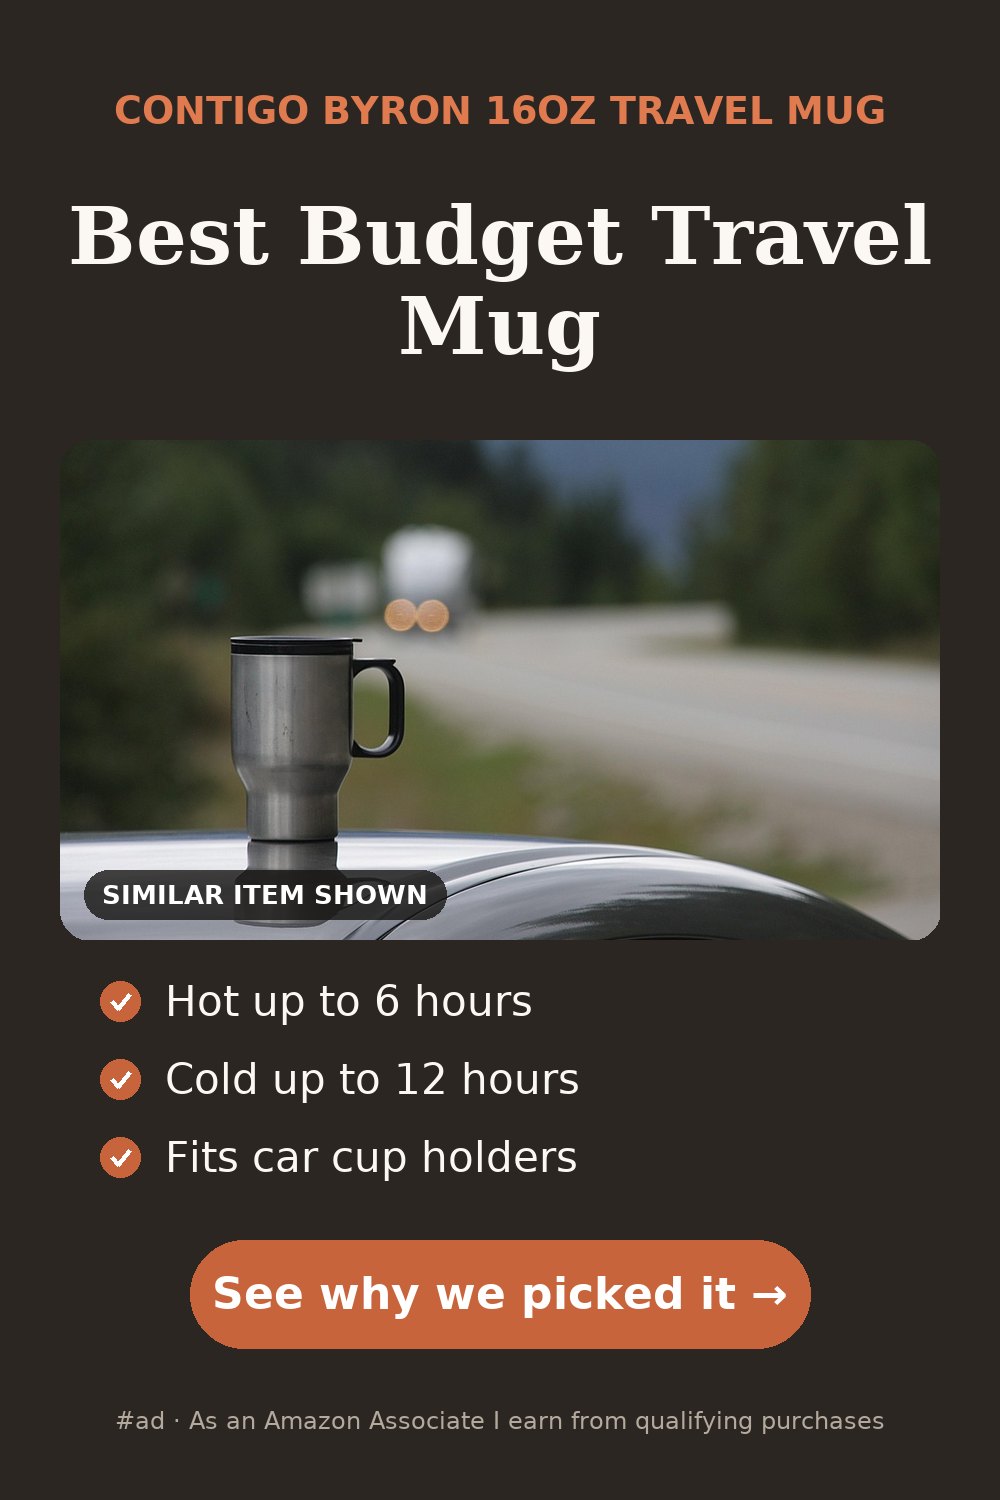 CONTIGO BYRON 16OZ TRAVEL MUG
Best Budget Travel
Mug
SIMILAR ITEM SHOWN
Hot up to 6 hours
Cold up to 12 hours
Fits car cup holders
See why we picked it →
#ad · As an Amazon Associate I earn from qualifying purchases